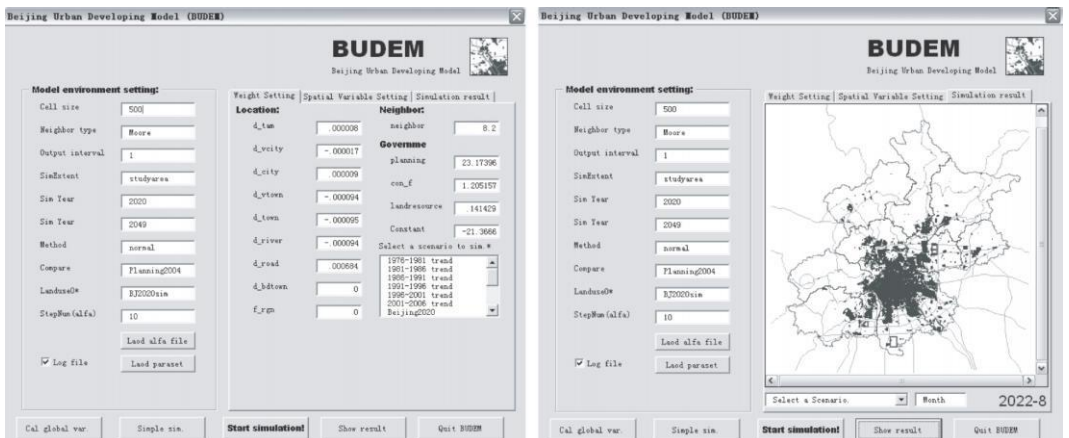 Beijing Urban Developing Model (BUDEM)
BUDEM
Beijing Urban Developing Model
Model environment setting:
Cell size 500
Neighbor type Moore
Output interval 1
SimExtent studyarea
Sim Year 2020
Sim Year 2049
Method normal
Compare Planning2004
Landuse0* BJ2020sim
StepNum(alfa) 10
Laod alfa file
Log file Laod paraset
Weight Setting Spatial Variable Setting Simulation result
Location:
d_tam .000008
d_vcity -.000017
d_city .000009
d_vtown -.000094
d_town -.000095
d_river -.000094
d_road .000684
d_bdtown 0
f_rgn 0
Neighbor:
neighbor 8.2
Governme
planning 23.17396
con_f 1.205157
landresource .141429
Constant -21.3666
Select a scenario to sim *
1976-1981 trend
1981-1986 trend
1986-1991 trend
1991-1996 trend
1996-2001 trend
2001-2006 trend
Beijing2020
Cal global var. Simple sim. Start simulation! Show result Quit BUDEM
Beijing Urban Developing Model (BUDEM)
BUDEM
Beijing Urban Developing Model
Model environment setting:
Cell size 500
Neighbor type Moore
Output interval 1
SimExtent studyarea
Sim Year 2020
Sim Year 2049
Method normal
Compare Planning2004
Landuse0* BJ2020sim
StepNum(alfa) 10
Laod alfa file
Log file Laod paraset
Weight Setting Spatial Variable Setting Simulation result
Select a Scenario. Month 2022-8
Cal global var. Simple sim. Start simulation! Show result Quit BUDEM